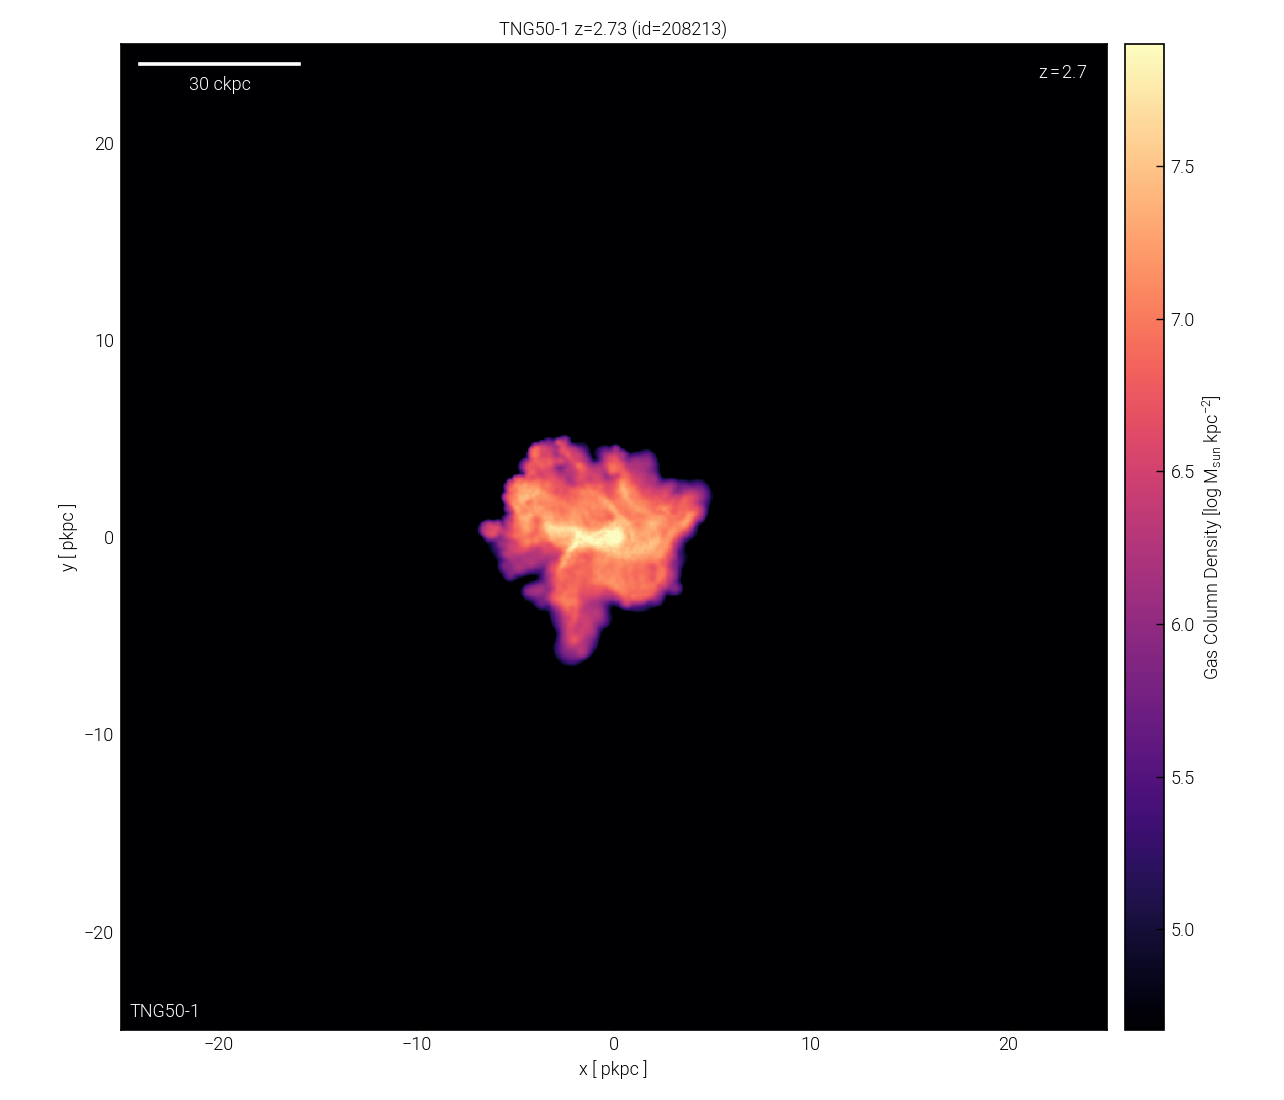 TNG50-1 z=2.73 (id=208213)
30 ckpc
z = 2.7
TNG50-1
20
10
0
−10
−20
y [ pkpc ]
−20
−10
0
10
20
x [ pkpc ]
7.5
7.0
6.5
6.0
5.5
5.0
Gas Column Density [log M_sun kpc^−2]